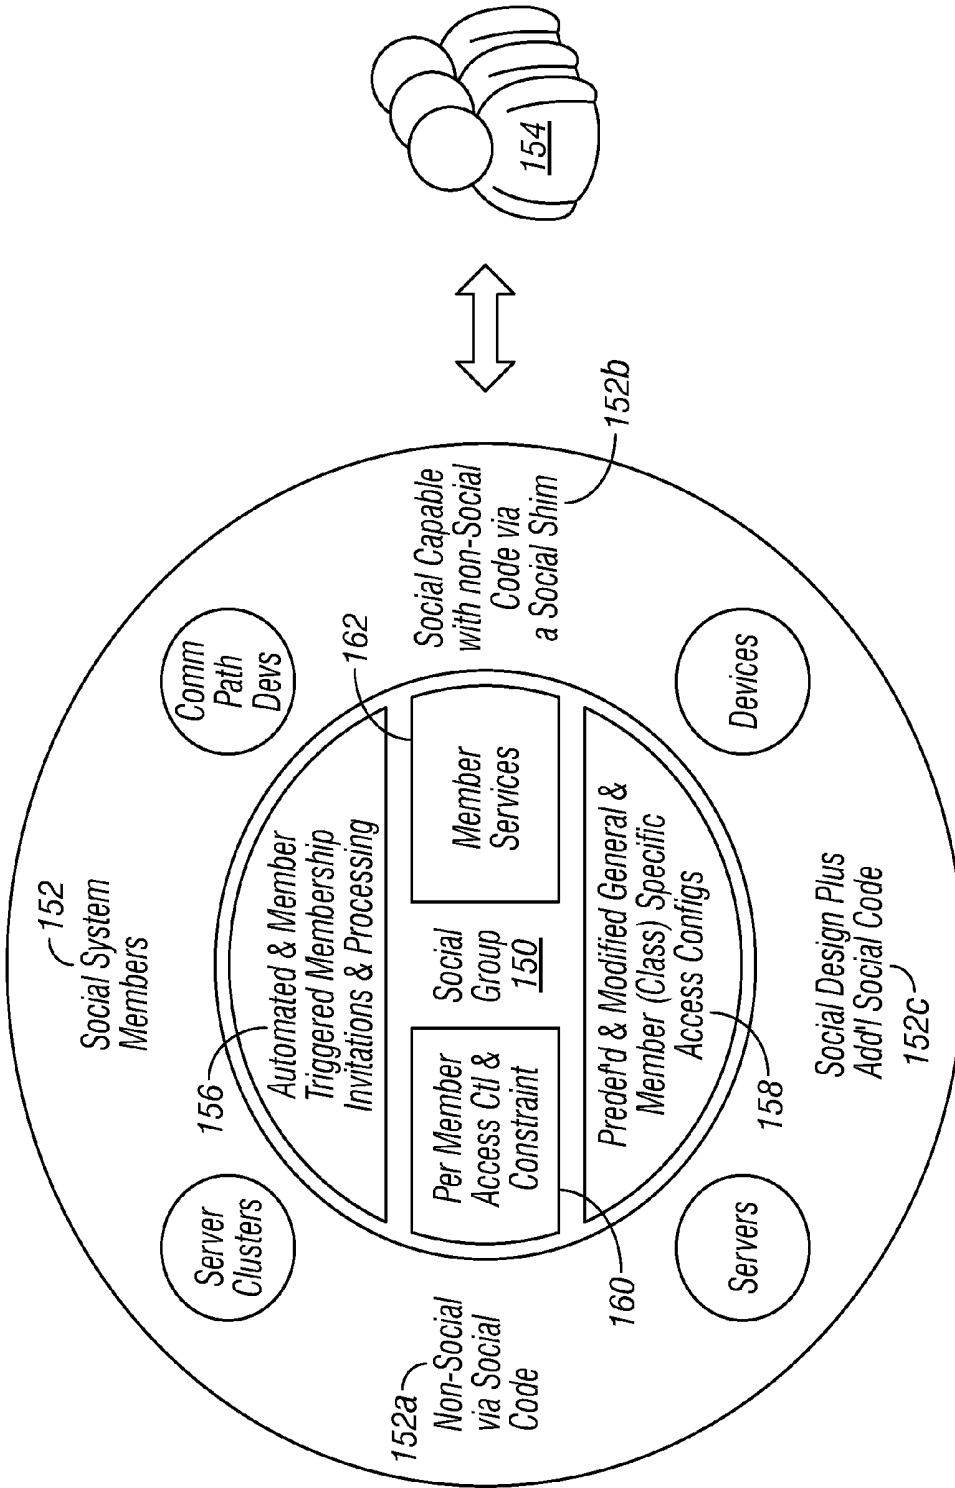 152
Social System
Members
Server
Clusters
Comm
Path
Devs
156
Automated & Member
Triggered Membership
Invitations & Processing
162
152a
Non-Social
via Social
Code
Per Member
Access Ctl &
Constraint
Social
Group
150
Member
Services
Social Capable
with non-Social
Code via
a Social Shim
152b
154
160
Predef'd & Modified General &
Member (Class) Specific
Access Configs
158
Servers
Devices
Social Design Plus
Add'l Social Code
152c